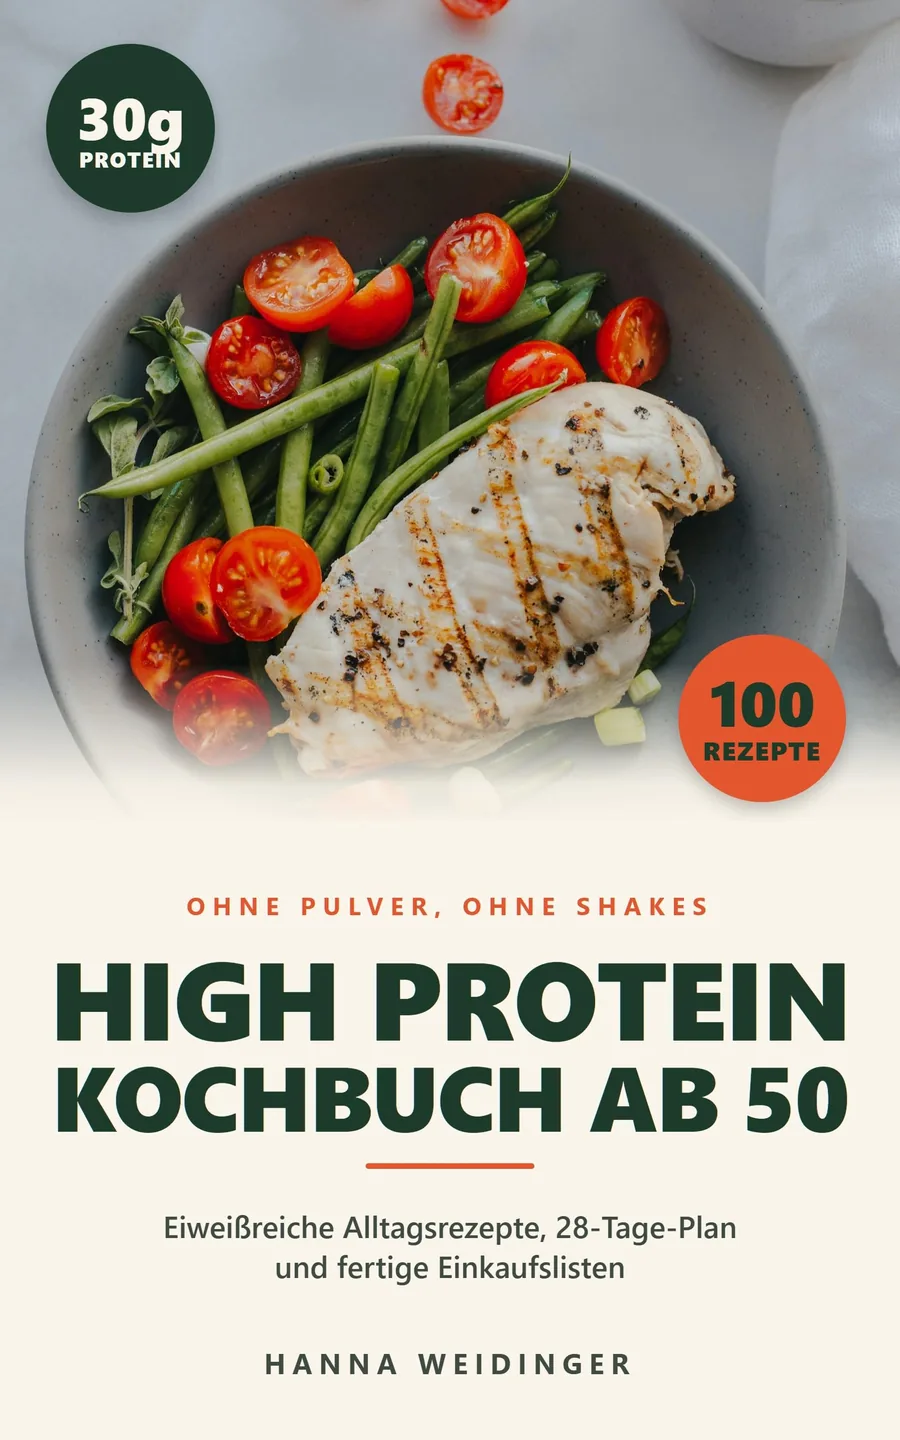 30g
PROTEIN
100
REZEPTE
OHNE PULVER, OHNE SHAKES
HIGH PROTEIN
KOCHBUCH AB 50
Eiweißreiche Alltagsrezepte, 28-Tage-Plan
und fertige Einkaufslisten
HANNA WEIDINGER